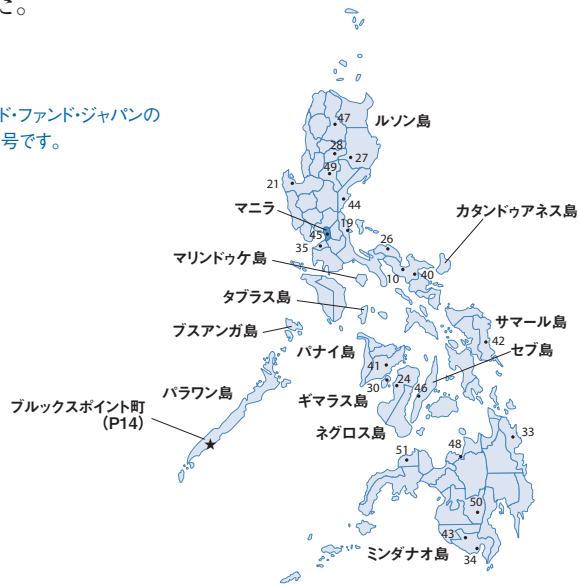 た。
ド・ファンド・ジャパンの
号です。
47
ルソン島
28
27
49
21
44
マニラ
カタンドゥアネス島
19
45
26
35
マリンドゥケ島
10
40
タブラス島
サマール島
ブスアンガ島
42
パナイ島
セブ島
41
パラワン島
30
24
46
ギマラス島
ブルックスポイント町
(P14)
ネグロス島
33
51
48
50
43
ミンダナオ島
34